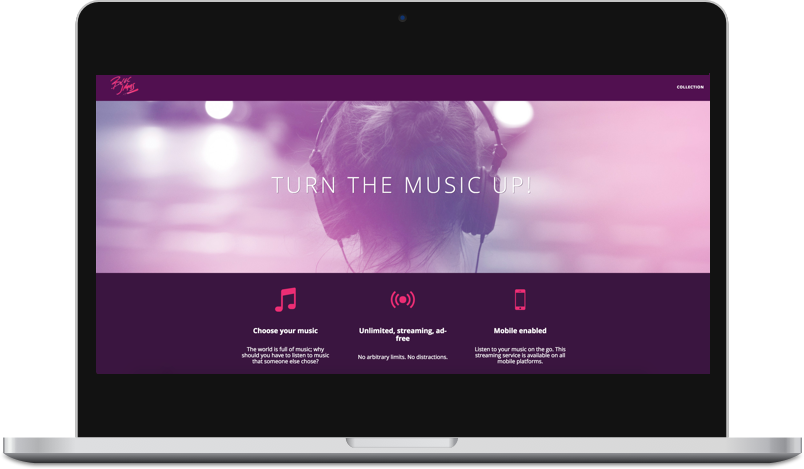 Bloc
Jams
COLLECTION
TURN THE MUSIC UP!
Choose your music
Unlimited, streaming, ad-
free
Mobile enabled
The world is full of music; why
should you have to listen to music
that someone else chose?
No arbitrary limits. No distractions.
Listen to your music on the go. This
streaming service is available on all
mobile platforms.